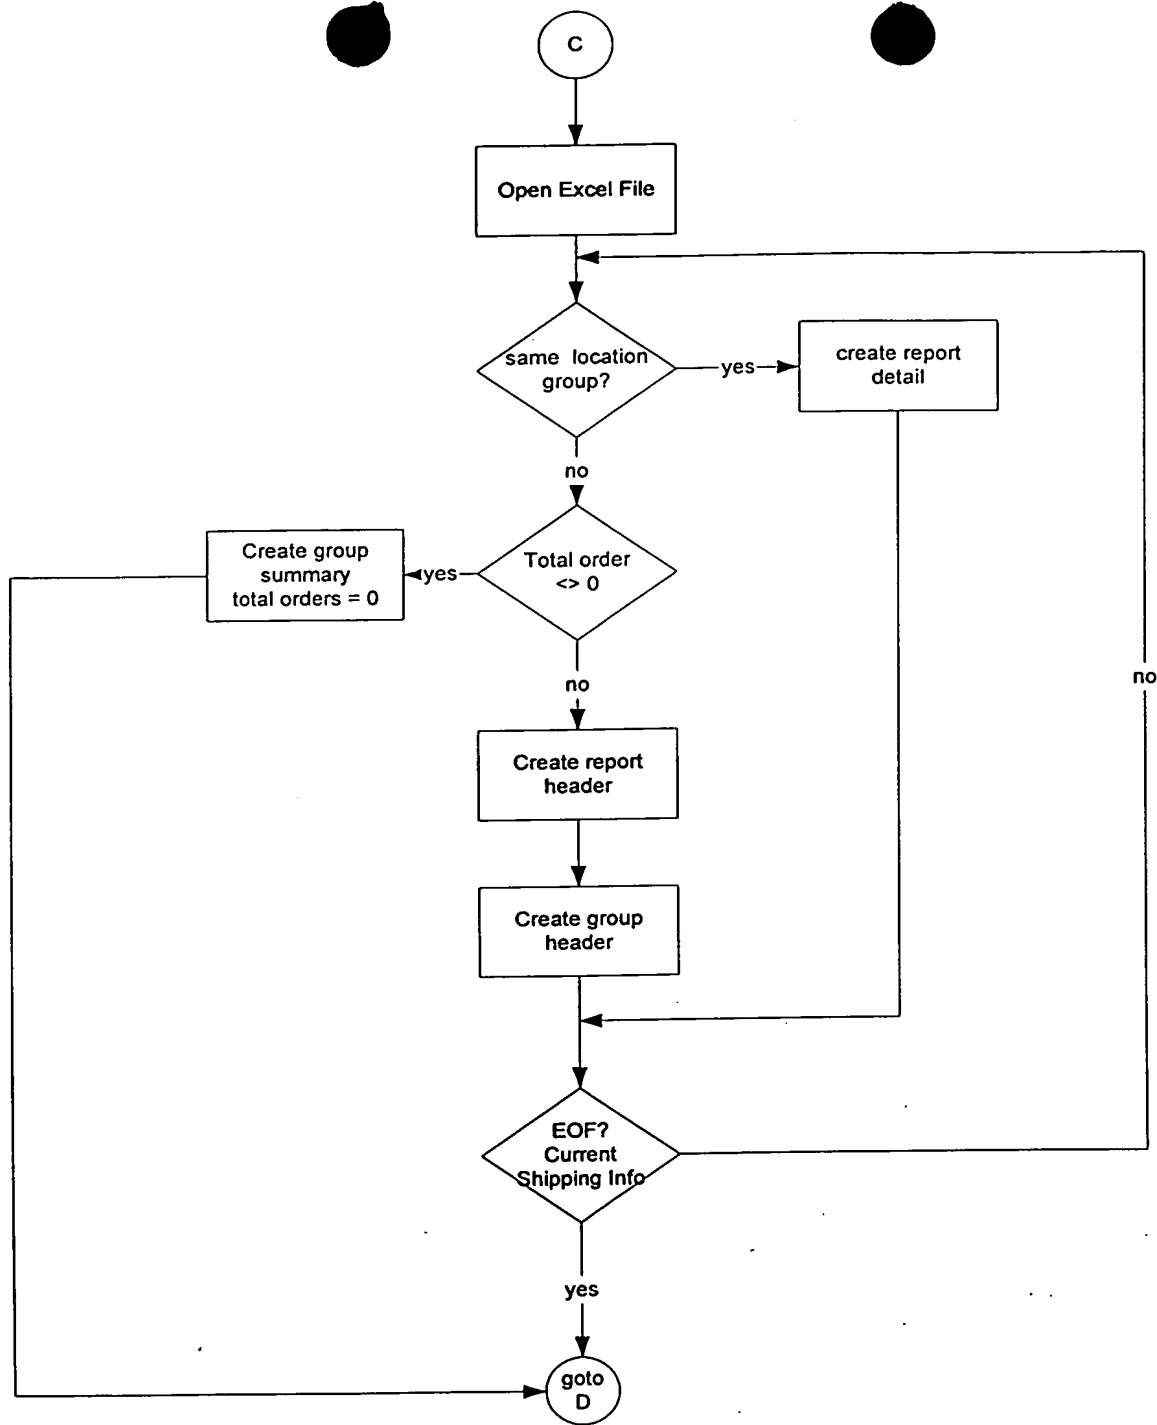 C
Open Excel File
same location
group?
yes
create report
detail
no
Create group
summary
total orders = 0
yes
Total order
<> 0
no
no
Create report
header
Create group
header
EOF?
Current
Shipping Info
yes
goto
D